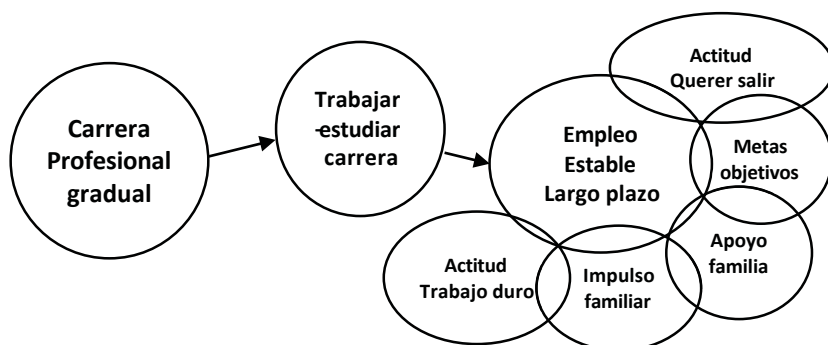 Carrera
Profesional
gradual
Trabajar
-estudiar
carrera
Empleo
Estable
Largo plazo
Actitud
Querer salir
Metas
objetivos
Apoyo
familia
Impulso
familiar
Actitud
Trabajo duro